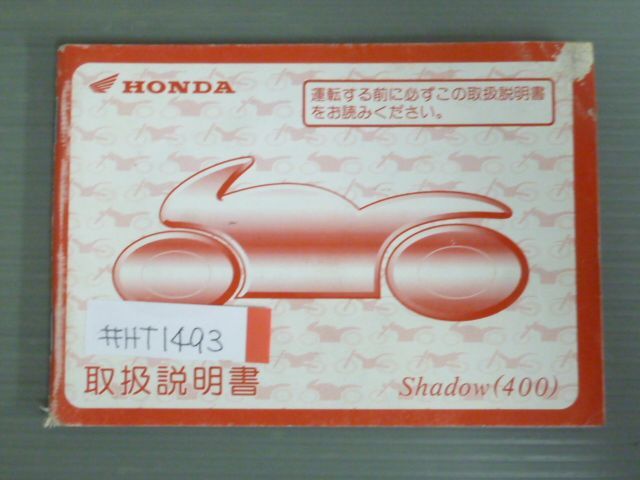 HONDA
運転する前に必ずこの取扱説明書
をお読みください。
#HT1493
取扱説明書
Shadow(400)